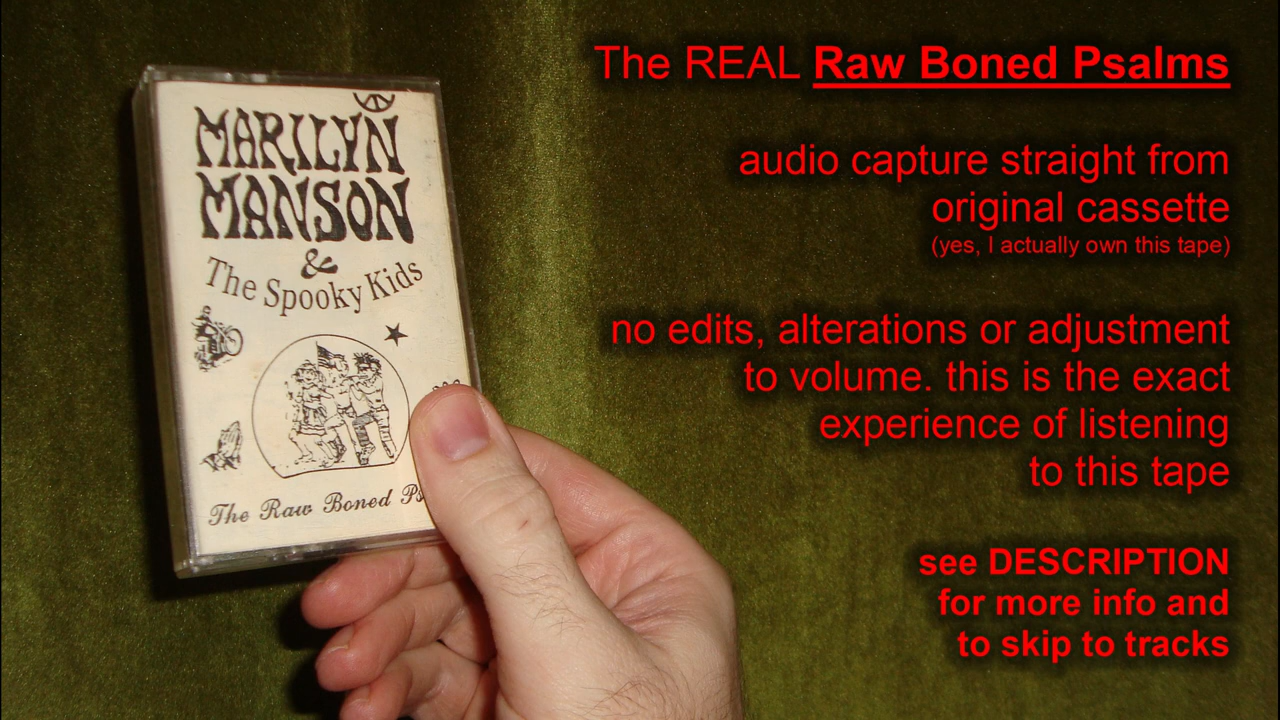 MARILYN
MANSON
&
The Spooky Kids
The Raw Boned
The REAL Raw Boned Psalms
audio capture straight from
original cassette
(yes, I actually own this tape)
no edits, alterations or adjustment
to volume. this is the exact
experience of listening
to this tape
see DESCRIPTION
for more info and
to skip to tracks